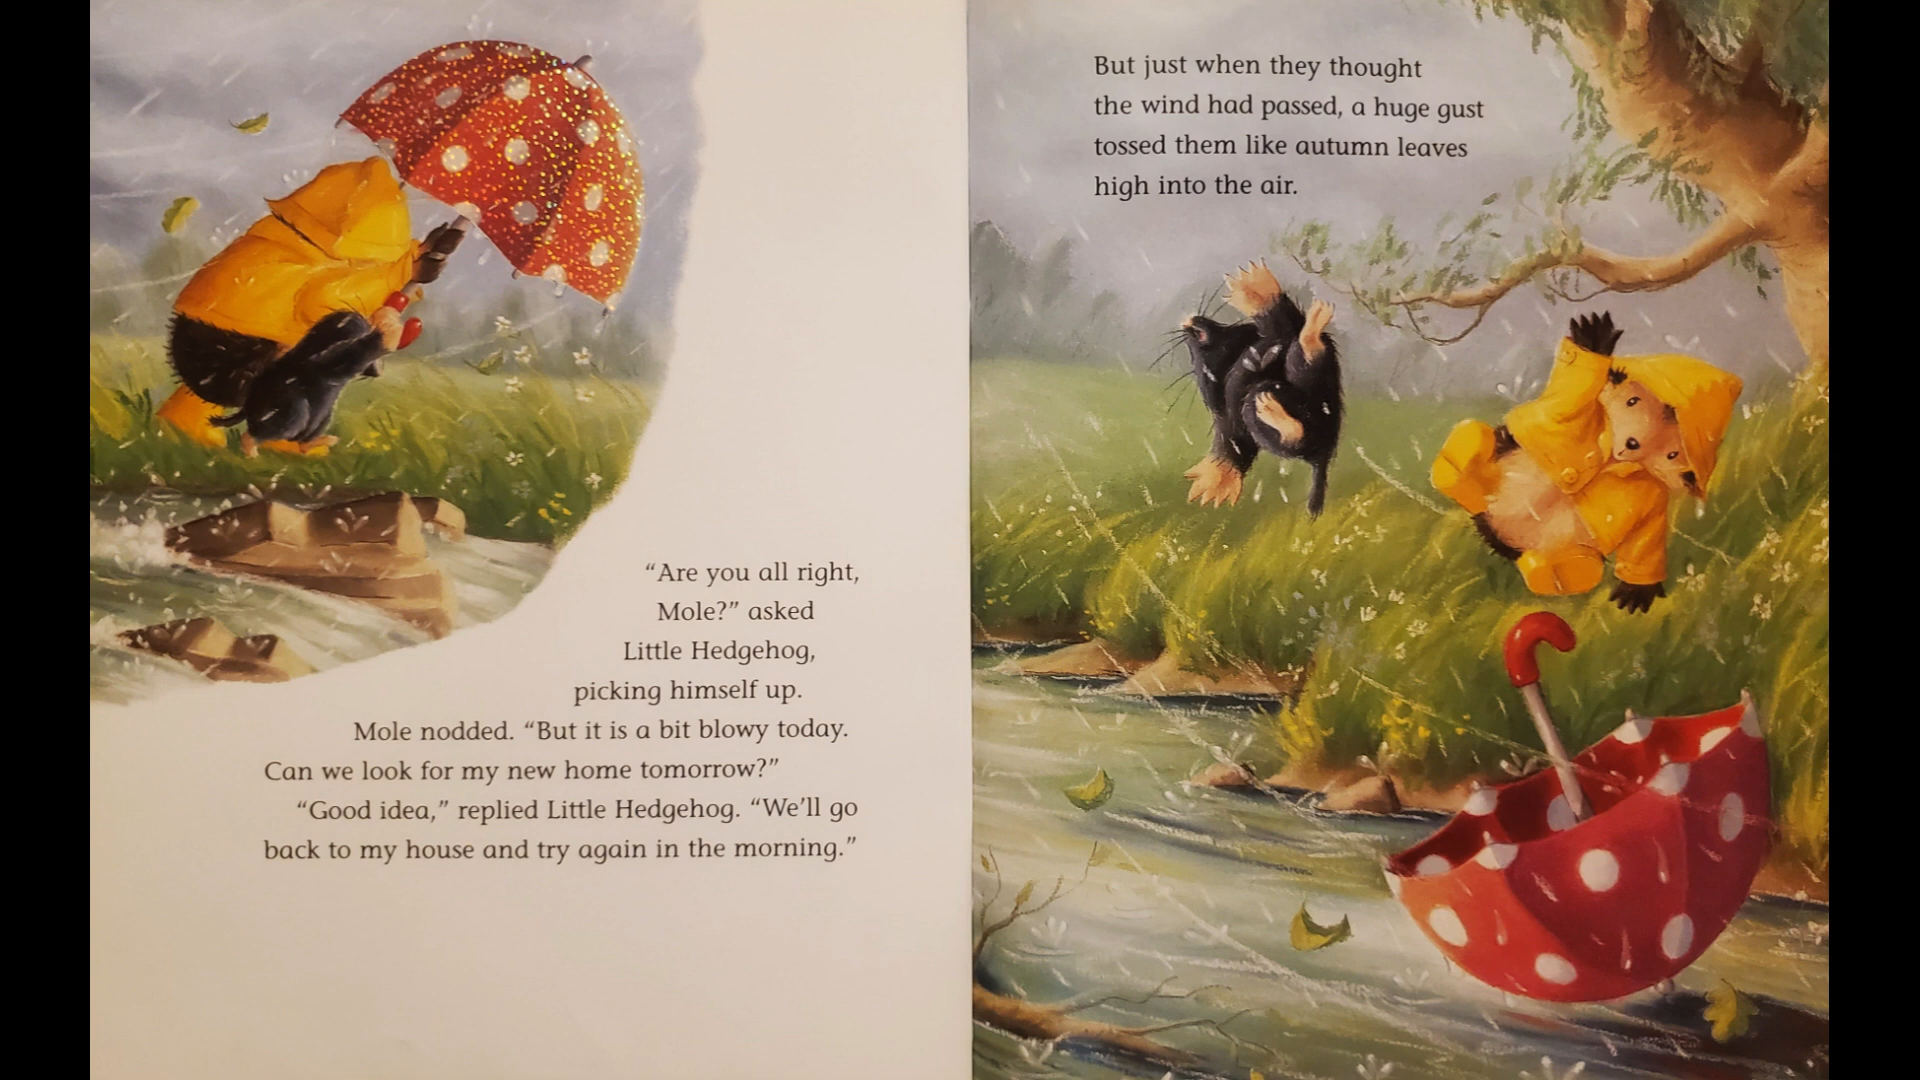 “Are you all right,
Mole?” asked
Little Hedgehog,
picking himself up.
Mole nodded. “But it is a bit blowy today.
Can we look for my new home tomorrow?”
“Good idea,” replied Little Hedgehog. “We’ll go
back to my house and try again in the morning.”
But just when they thought
the wind had passed, a huge gust
tossed them like autumn leaves
high into the air.